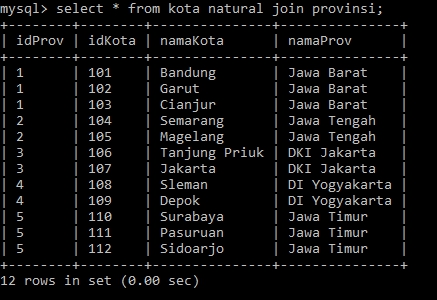 mysql> select * from kota natural join provinsi;
+--------+--------+---------------+---------------+
| idProv | idKota | namaKota      | namaProv      |
+--------+--------+---------------+---------------+
| 1      | 101    | Bandung       | Jawa Barat    |
| 1      | 102    | Garut         | Jawa Barat    |
| 1      | 103    | Cianjur       | Jawa Barat    |
| 2      | 104    | Semarang      | Jawa Tengah   |
| 2      | 105    | Magelang      | Jawa Tengah   |
| 3      | 106    | Tanjung Priuk | DKI Jakarta   |
| 3      | 107    | Jakarta       | DKI Jakarta   |
| 4      | 108    | Sleman        | DI Yogyakarta |
| 4      | 109    | Depok         | DI Yogyakarta |
| 5      | 110    | Surabaya      | Jawa Timur    |
| 5      | 111    | Pasuruan      | Jawa Timur    |
| 5      | 112    | Sidoarjo      | Jawa Timur    |
+--------+--------+---------------+---------------+
12 rows in set (0.00 sec)